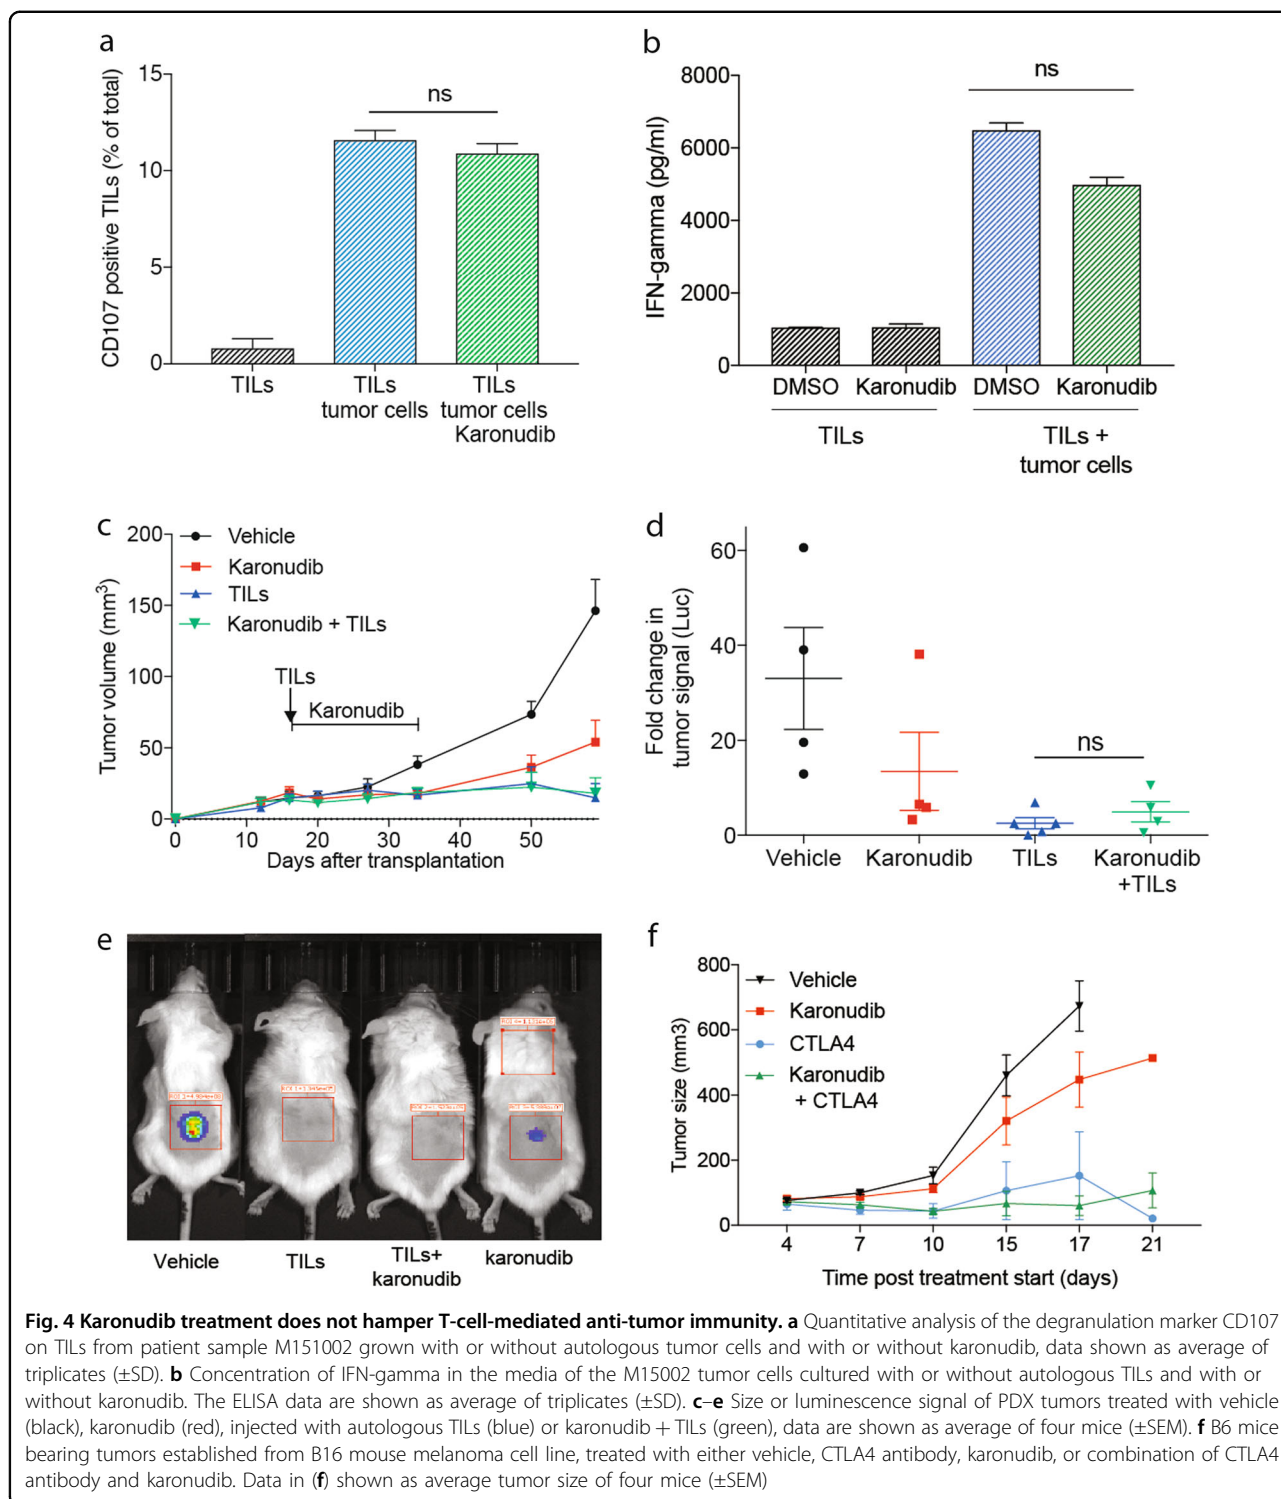 a
CD107 positive TILs (% of total)
15
10
5
0
ns
TILs
TILs
tumor cells
TILs
tumor cells
Karonudib
b
IFN-gamma (pg/ml)
8000
6000
4000
2000
0
ns
DMSO Karonudib DMSO Karonudib
TILs
TILs +
tumor cells
c
Tumor volume (mm3)
200
150
100
50
0
Vehicle
Karonudib
TILs
Karonudib + TILs
TILs
Karonudib
0 10 20 30 40 50
Days after transplantation
d
Fold change in
tumor signal (Luc)
60
40
20
0
ns
Vehicle Karonudib TILs Karonudib
+TILs
e
Vehicle TILs TILs+
karonudib karonudib
f
Tumor size (mm3)
800
600
400
200
0
Vehicle
Karonudib
CTLA4
Karonudib
+ CTLA4
4 7 10 15 17 21
Time post treatment start (days)
Fig. 4 Karonudib treatment does not hamper T-cell-mediated anti-tumor immunity. a Quantitative analysis of the degranulation marker CD107
on TILs from patient sample M151002 grown with or without autologous tumor cells and with or without karonudib, data shown as average of
triplicates (±SD). b Concentration of IFN-gamma in the media of the M15002 tumor cells cultured with or without autologous TILs and with or
without karonudib. The ELISA data are shown as average of triplicates (±SD). c–e Size or luminescence signal of PDX tumors treated with vehicle
(black), karonudib (red), injected with autologous TILs (blue) or karonudib + TILs (green), data are shown as average of four mice (±SEM). f B6 mice
bearing tumors established from B16 mouse melanoma cell line, treated with either vehicle, CTLA4 antibody, karonudib, or combination of CTLA4
antibody and karonudib. Data in (f) shown as average tumor size of four mice (±SEM)